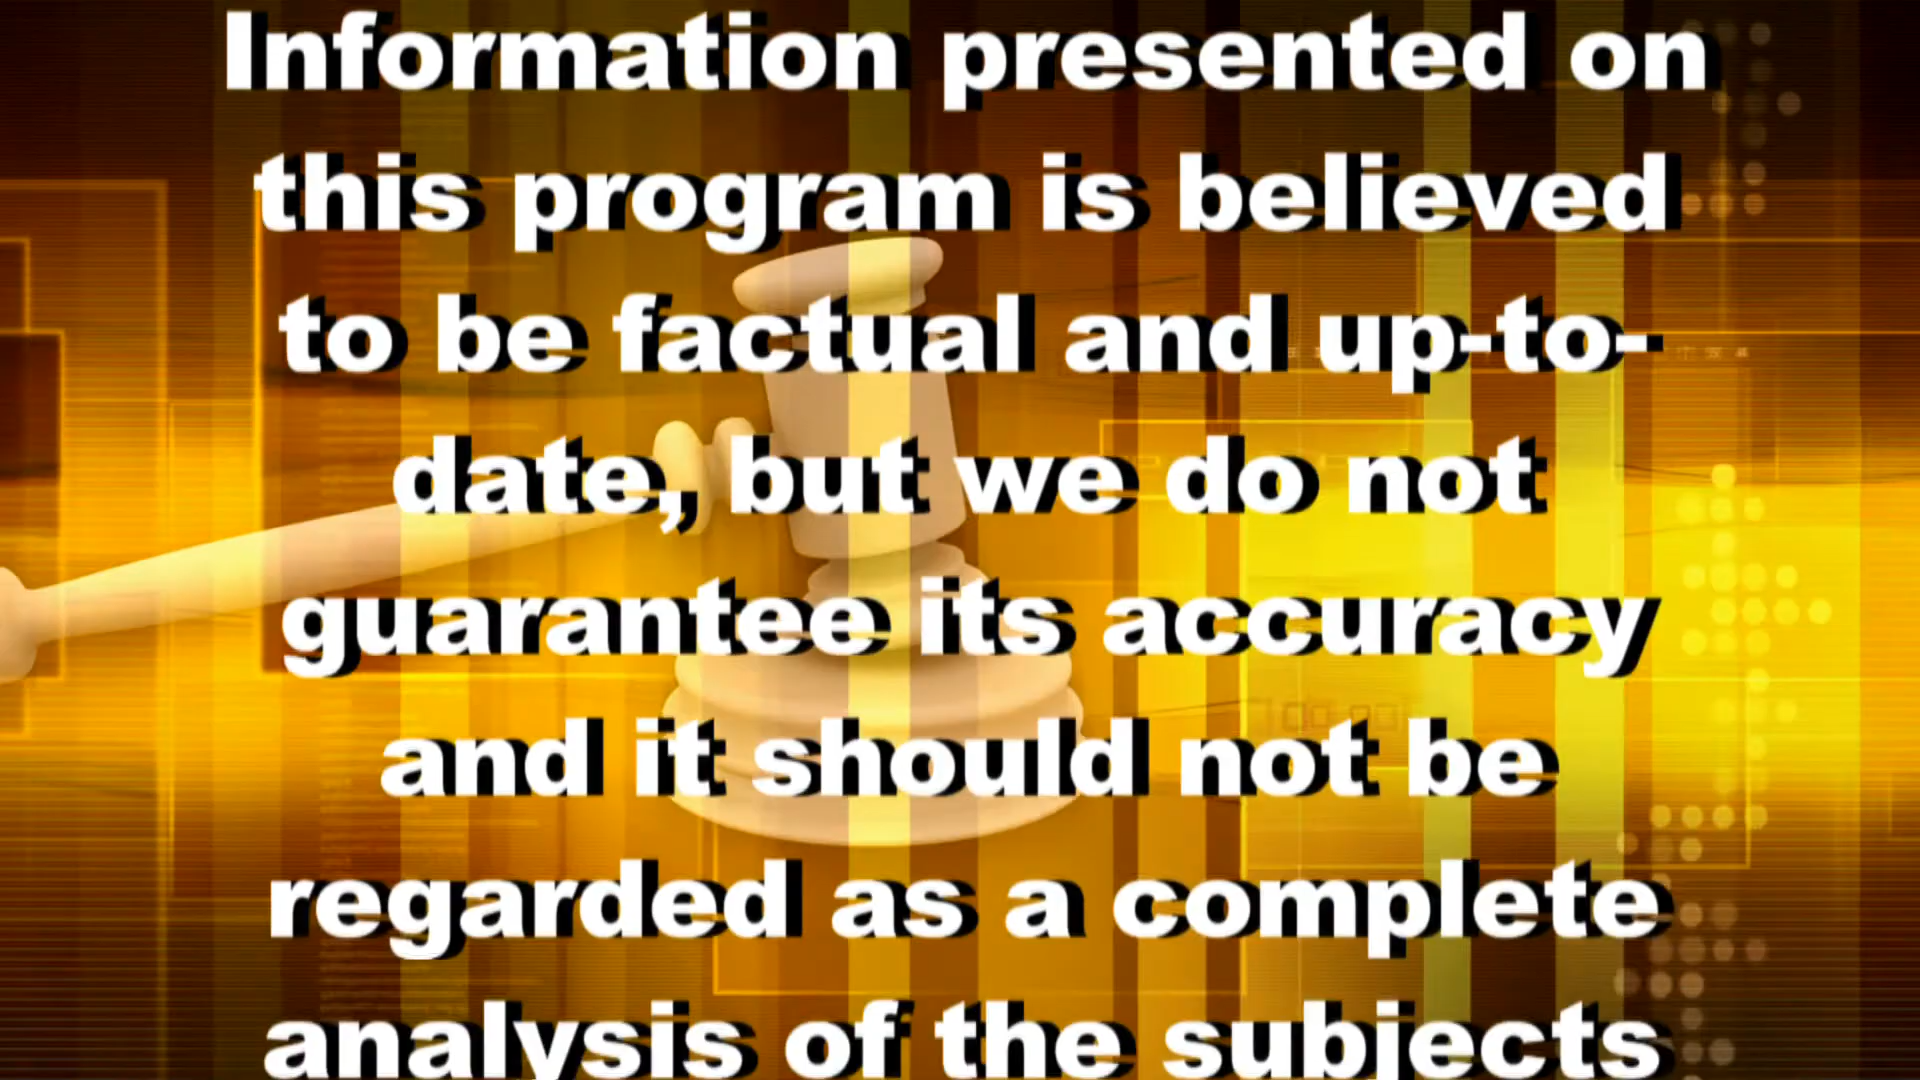 Information presented on
this program is believed
to be factual and up-to-
date, but we do not
guarantee its accuracy
and it should not be
regarded as a complete
analysis of the subjects